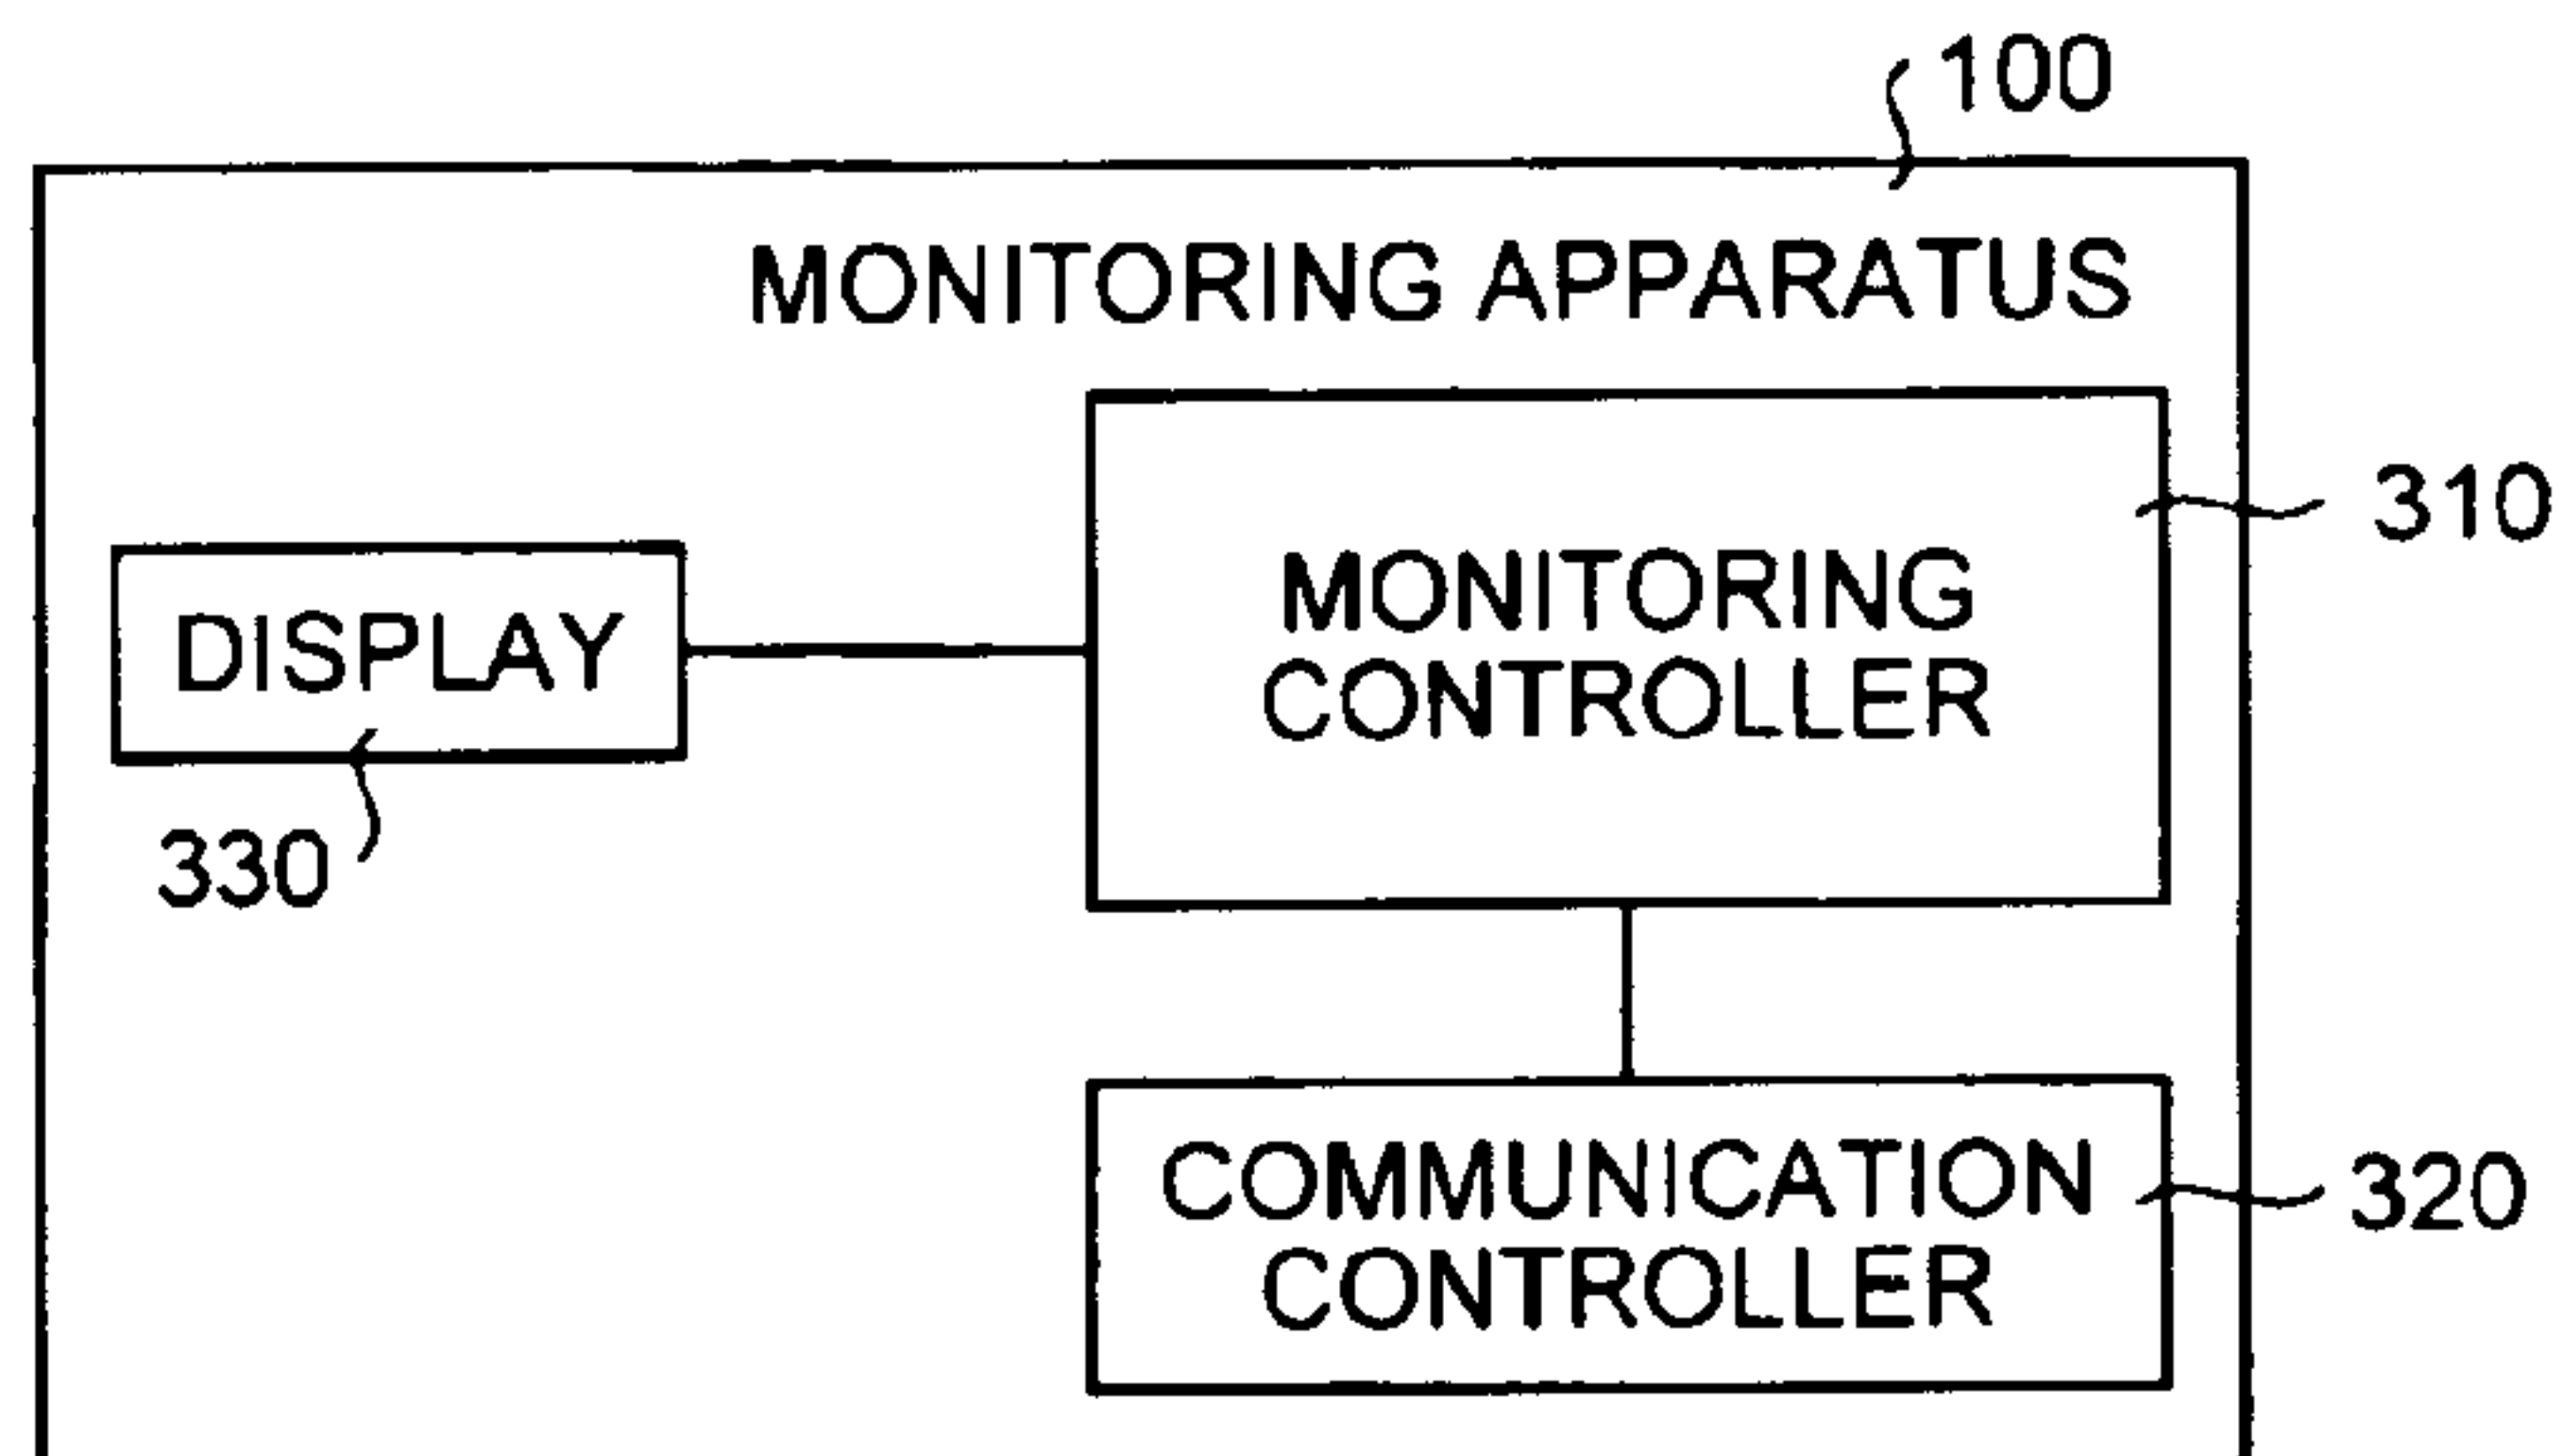 100
MONITORING APPARATUS
310
MONITORING
CONTROLLER
DISPLAY
330
COMMUNICATION
CONTROLLER
320